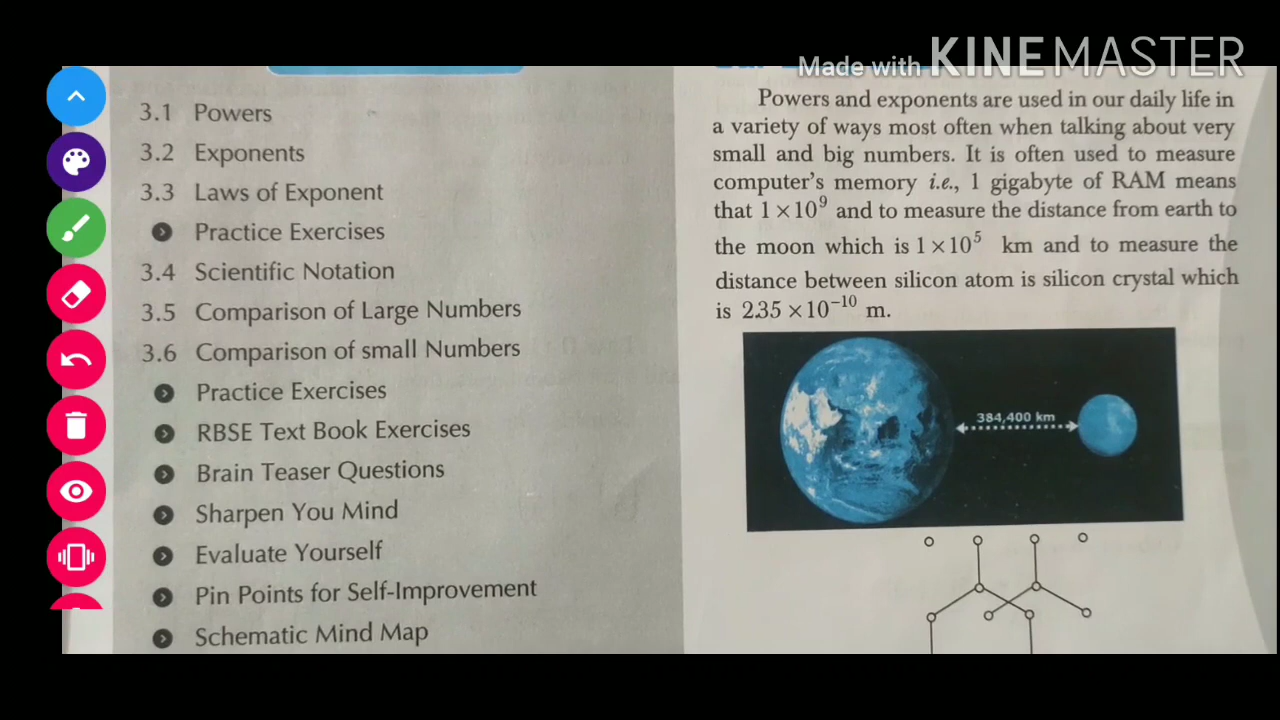 Made with KINEMASTER
3.1 Powers
3.2 Exponents
3.3 Laws of Exponent
Practice Exercises
3.4 Scientific Notation
3.5 Comparison of Large Numbers
3.6 Comparison of small Numbers
Practice Exercises
RBSE Text Book Exercises
Brain Teaser Questions
Sharpen You Mind
Evaluate Yourself
Pin Points for Self-Improvement
Schematic Mind Map
Powers and exponents are used in our daily life in
a variety of ways most often when talking about very
small and big numbers. It is often used to measure
computer's memory i.e., 1 gigabyte of RAM means
that 1×10⁹ and to measure the distance from earth to
the moon which is 1×10⁵ km and to measure the
distance between silicon atom is silicon crystal which
is 2.35×10⁻¹⁰ m.
384,400 km